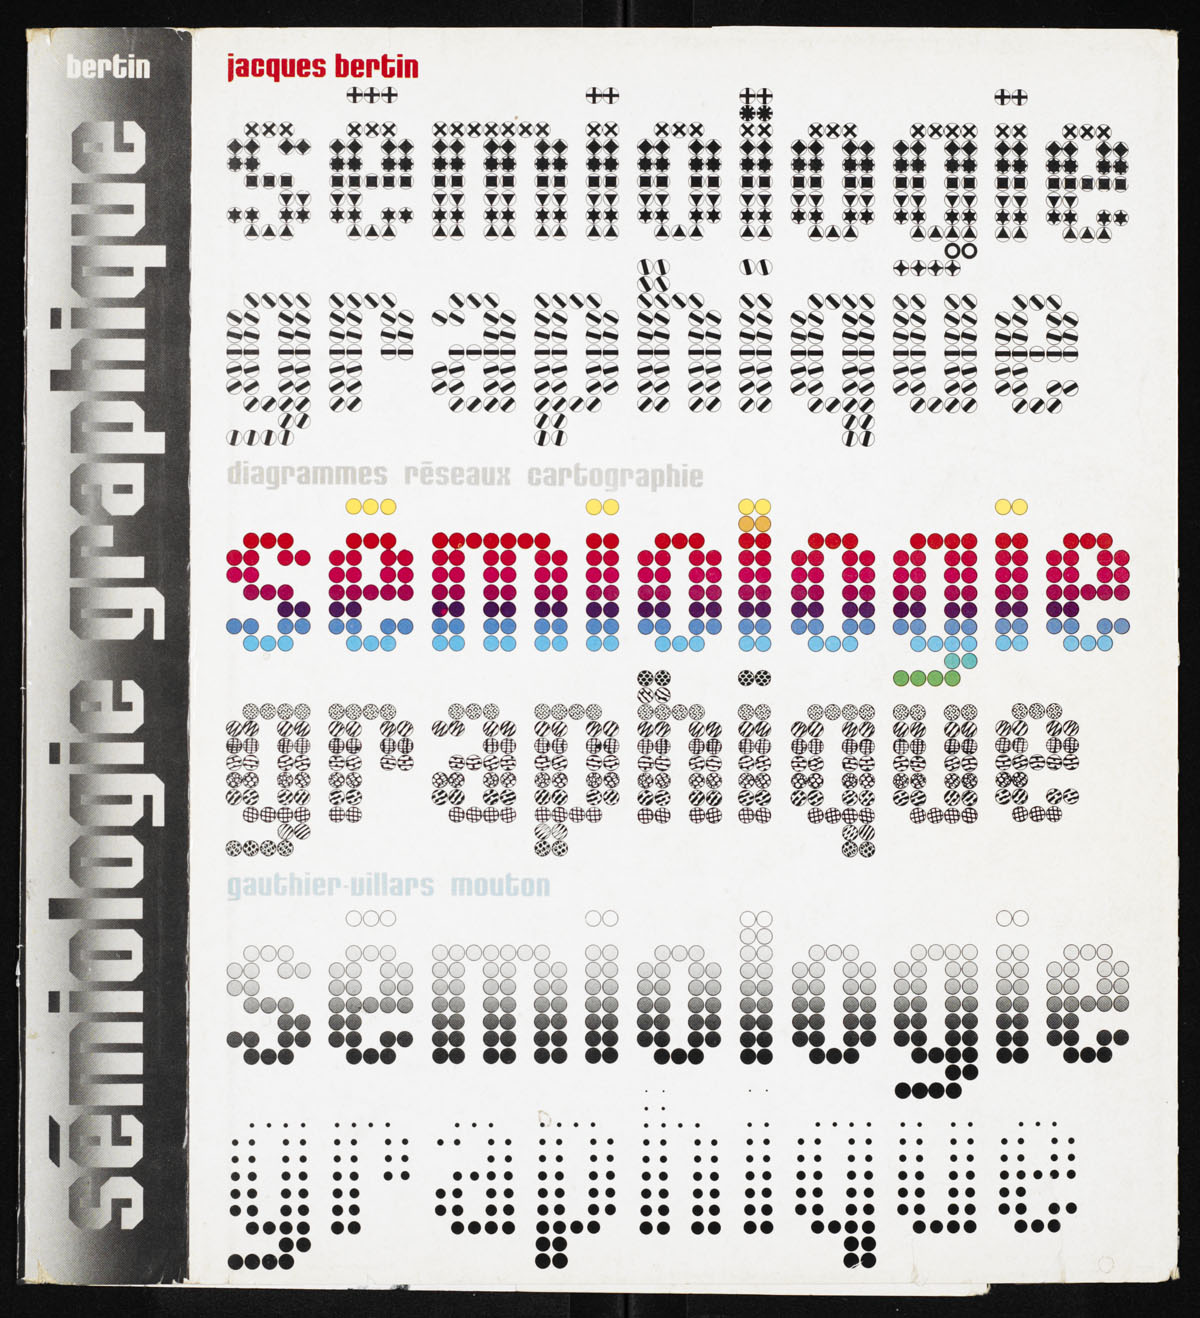 bertin
sémiologie graphique
jacques bertin
sémiologie
graphique
diagrammes réseaux cartographie
sémiologie
graphique
gauthier-villars mouton
sémiologie
graphique